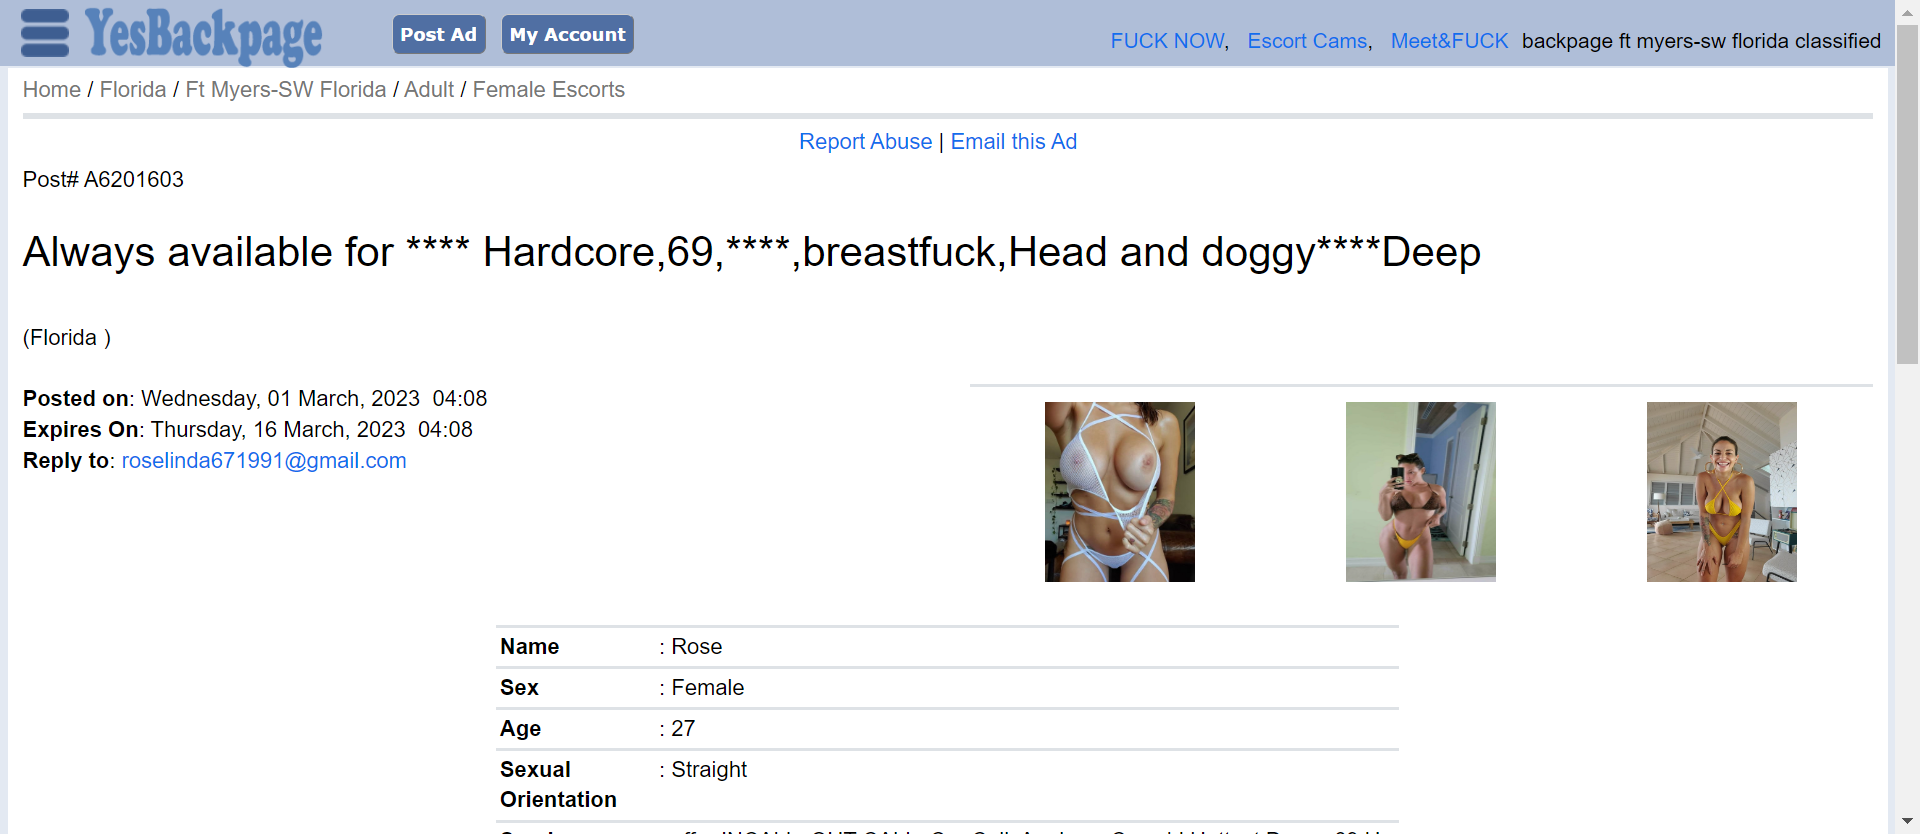 YesBackpage
Post Ad
My Account
FUCK NOW, Escort Cams, Meet&FUCK backpage ft myers-sw florida classified
Home / Florida / Ft Myers-SW Florida / Adult / Female Escorts
Report Abuse | Email this Ad
Post# A6201603
Always available for **** Hardcore,69,****,breastfuck,Head and doggy****Deep
(Florida )
Posted on: Wednesday, 01 March, 2023 04:08
Expires On: Thursday, 16 March, 2023 04:08
Reply to: roselinda671991@gmail.com
Name : Rose
Sex : Female
Age : 27
Sexual : Straight
Orientation